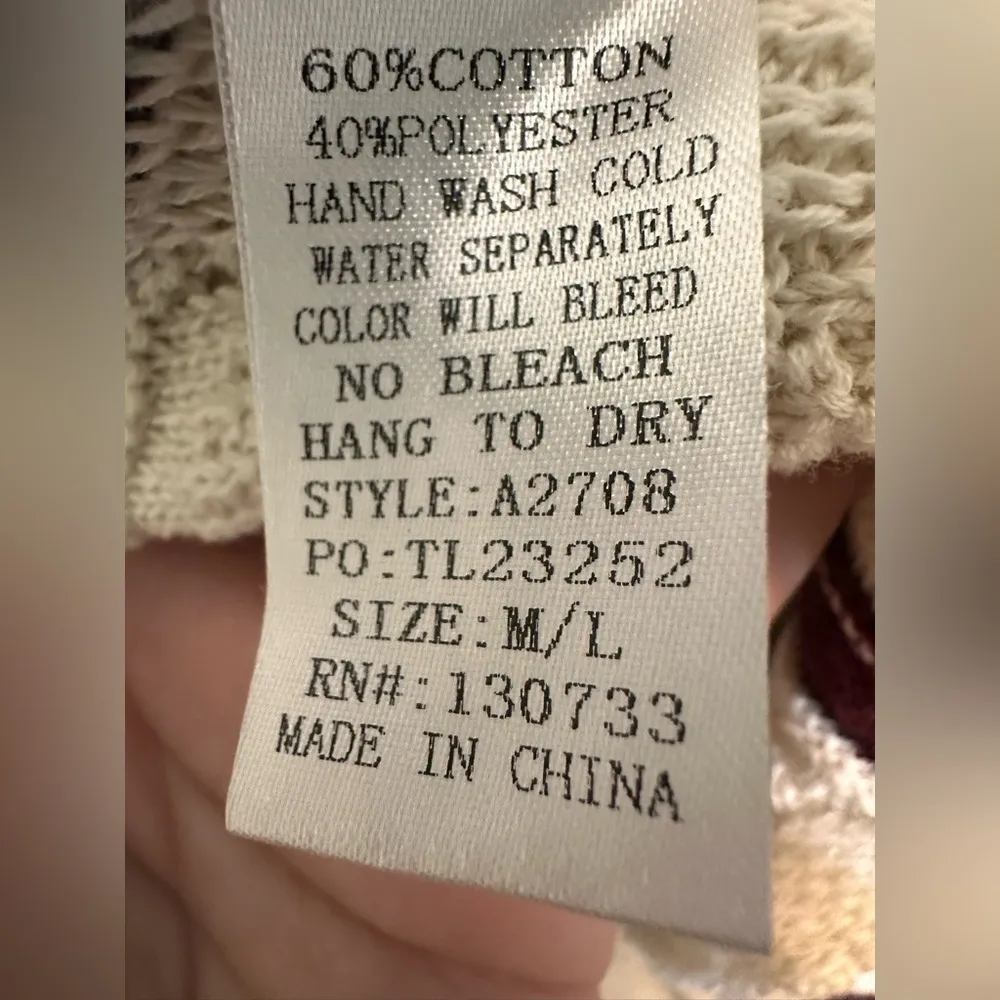 60%COTTON
40%POLYESTER
HAND WASH COLD
WATER SEPARATELY
COLOR WILL BLEED
NO BLEACH
HANG TO DRY
STYLE:A2708
PO:TL23252
SIZE:M/L
RN#:130733
MADE IN CHINA